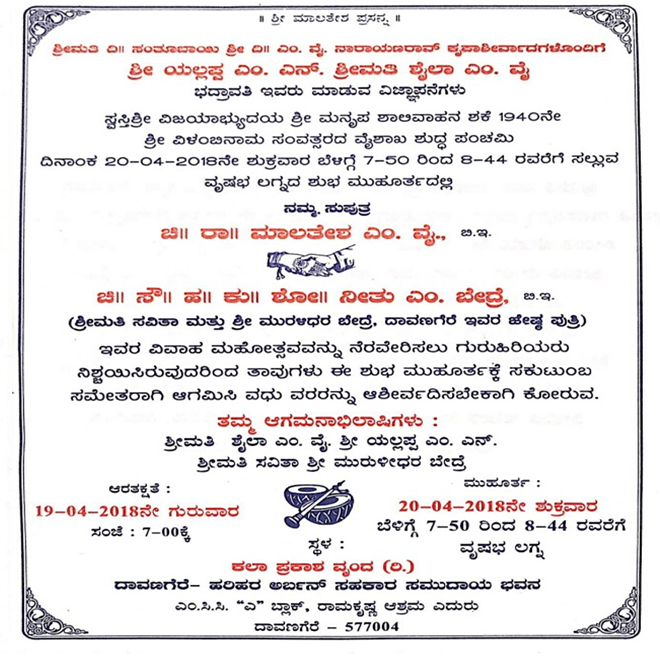 ॥ ಶ್ರೀ ಮಾಲತೇಶ ಪ್ರಸನ್ನ ॥
ಶ್ರೀಮತಿ ದಿ॥ ಸಂತೂಬಾಯಿ ಶ್ರೀ ದಿ॥ ಎಂ. ವೈ. ನಾರಾಯಣರಾವ್ ಕೃಪಾಶೀರ್ವಾದಗಳೊಂದಿಗೆ
ಶ್ರೀ ಯಲ್ಲಪ್ಪ ಎಂ. ಎನ್. ಶ್ರೀಮತಿ ಶೈಲಾ ಎಂ. ವೈ
ಭದ್ರಾವತಿ ಇವರು ಮಾಡುವ ವಿಜ್ಞಾಪನೆಗಳು
ಸ್ವಸ್ತಿಶ್ರೀ ವಿಜಯಾಭ್ಯುದಯ ಶ್ರೀ ಮನೃಪ ಶಾಲಿವಾಹನ ಶಕೆ 1940ನೇ
ಶ್ರೀ ವಿಳಂಬಿನಾಮ ಸಂವತ್ಸರದ ವೈಶಾಖ ಶುದ್ಧ ಪಂಚಮಿ
ದಿನಾಂಕ 20-04-2018ನೇ ಶುಕ್ರವಾರ ಬೆಳಿಗ್ಗೆ 7-50 ರಿಂದ 8-44 ರವರೆಗೆ ಸಲ್ಲುವ
ವೃಷಭ ಲಗ್ನದ ಶುಭ ಮುಹೂರ್ತದಲ್ಲಿ
ನಮ್ಮ ಸುಪುತ್ರ
ಚಿ॥ ರಾ॥ ಮಾಲತೇಶ ಎಂ. ವೈ., ಬಿ.ಇ.
ಚಿ॥ ಸೌ॥ ಹ॥ ಕು॥ ಶೋ॥ ನೀತು ಎಂ. ಬೇದ್ರೆ, ಬಿ.ಇ.
(ಶ್ರೀಮತಿ ಸವಿತಾ ಮತ್ತು ಶ್ರೀ ಮುರಳಿಧರ ಬೇದ್ರೆ, ದಾವಣಗೆರೆ ಇವರ ಜೇಷ್ಠ ಪುತ್ರಿ)
ಇವರ ವಿವಾಹ ಮಹೋತ್ಸವವನ್ನು ನೆರವೇರಿಸಲು ಗುರುಹಿರಿಯರು
ನಿಶ್ಚಯಿಸಿರುವುದರಿಂದ ತಾವುಗಳು ಈ ಶುಭ ಮುಹೂರ್ತಕ್ಕೆ ಸಕುಟುಂಬ
ಸಮೇತರಾಗಿ ಆಗಮಿಸಿ ವಧು ವರರನ್ನು ಆಶೀರ್ವದಿಸಬೇಕಾಗಿ ಕೋರುವ.
ತಮ್ಮ ಆಗಮನಾಭಿಲಾಷಿಗಳು :
ಶ್ರೀಮತಿ ಶೈಲಾ ಎಂ. ವೈ. ಶ್ರೀ ಯಲ್ಲಪ್ಪ ಎಂ. ಎನ್.
ಶ್ರೀಮತಿ ಸವಿತಾ ಶ್ರೀ ಮುರುಳೀಧರ ಬೇದ್ರೆ
ಆರತಕ್ಷತೆ :
19-04-2018ನೇ ಗುರುವಾರ
ಸಂಜೆ : 7-00ಕ್ಕೆ
ಮುಹೂರ್ತ :
20-04-2018ನೇ ಶುಕ್ರವಾರ
ಬೆಳಿಗ್ಗೆ 7-50 ರಿಂದ 8-44 ರವರೆಗೆ
ವೃಷಭ ಲಗ್ನ
ಸ್ಥಳ :
ಕಲಾ ಪ್ರಕಾಶ ವೃಂದ (ರಿ.)
ದಾವಣಗೆರೆ- ಹರಿಹರ ಅರ್ಬನ್ ಸಹಕಾರ ಸಮುದಾಯ ಭವನ
ಎಂ.ಸಿ.ಸಿ. "ಎ" ಬ್ಲಾಕ್, ರಾಮಕೃಷ್ಣ ಆಶ್ರಮ ಎದುರು
ದಾವಣಗೆರೆ - 577004